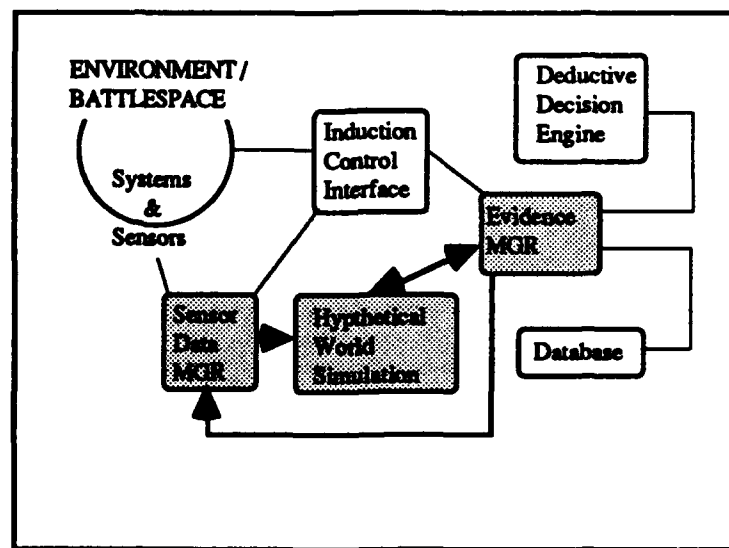 ENVIRONMENT/
BATTLESPACE
Systems
&
Sensors
Induction
Control
Interface
Deductive
Decision
Engine
Evidence
MGR
Sensor
Data
MGR
Hypthetical
World
Simulation
Database